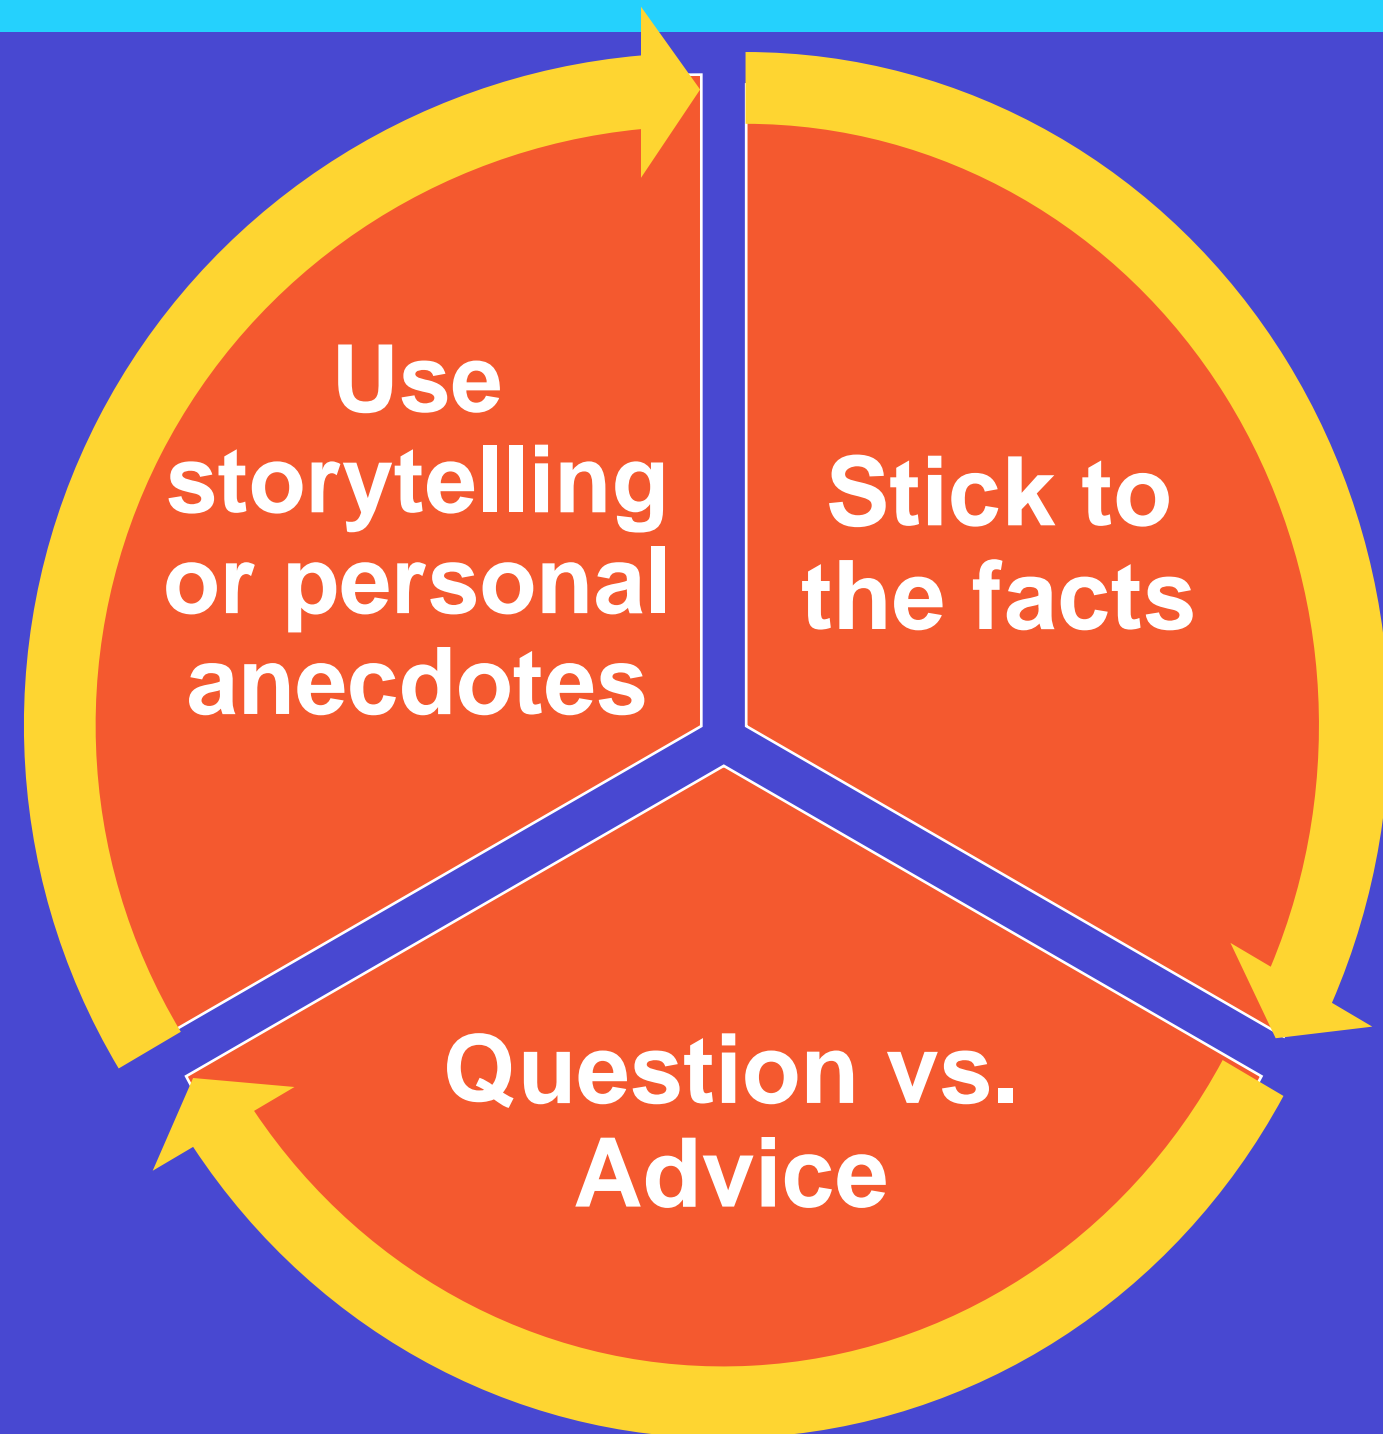 Use
storytelling
or personal
anecdotes
Stick to
the facts
Question vs.
Advice